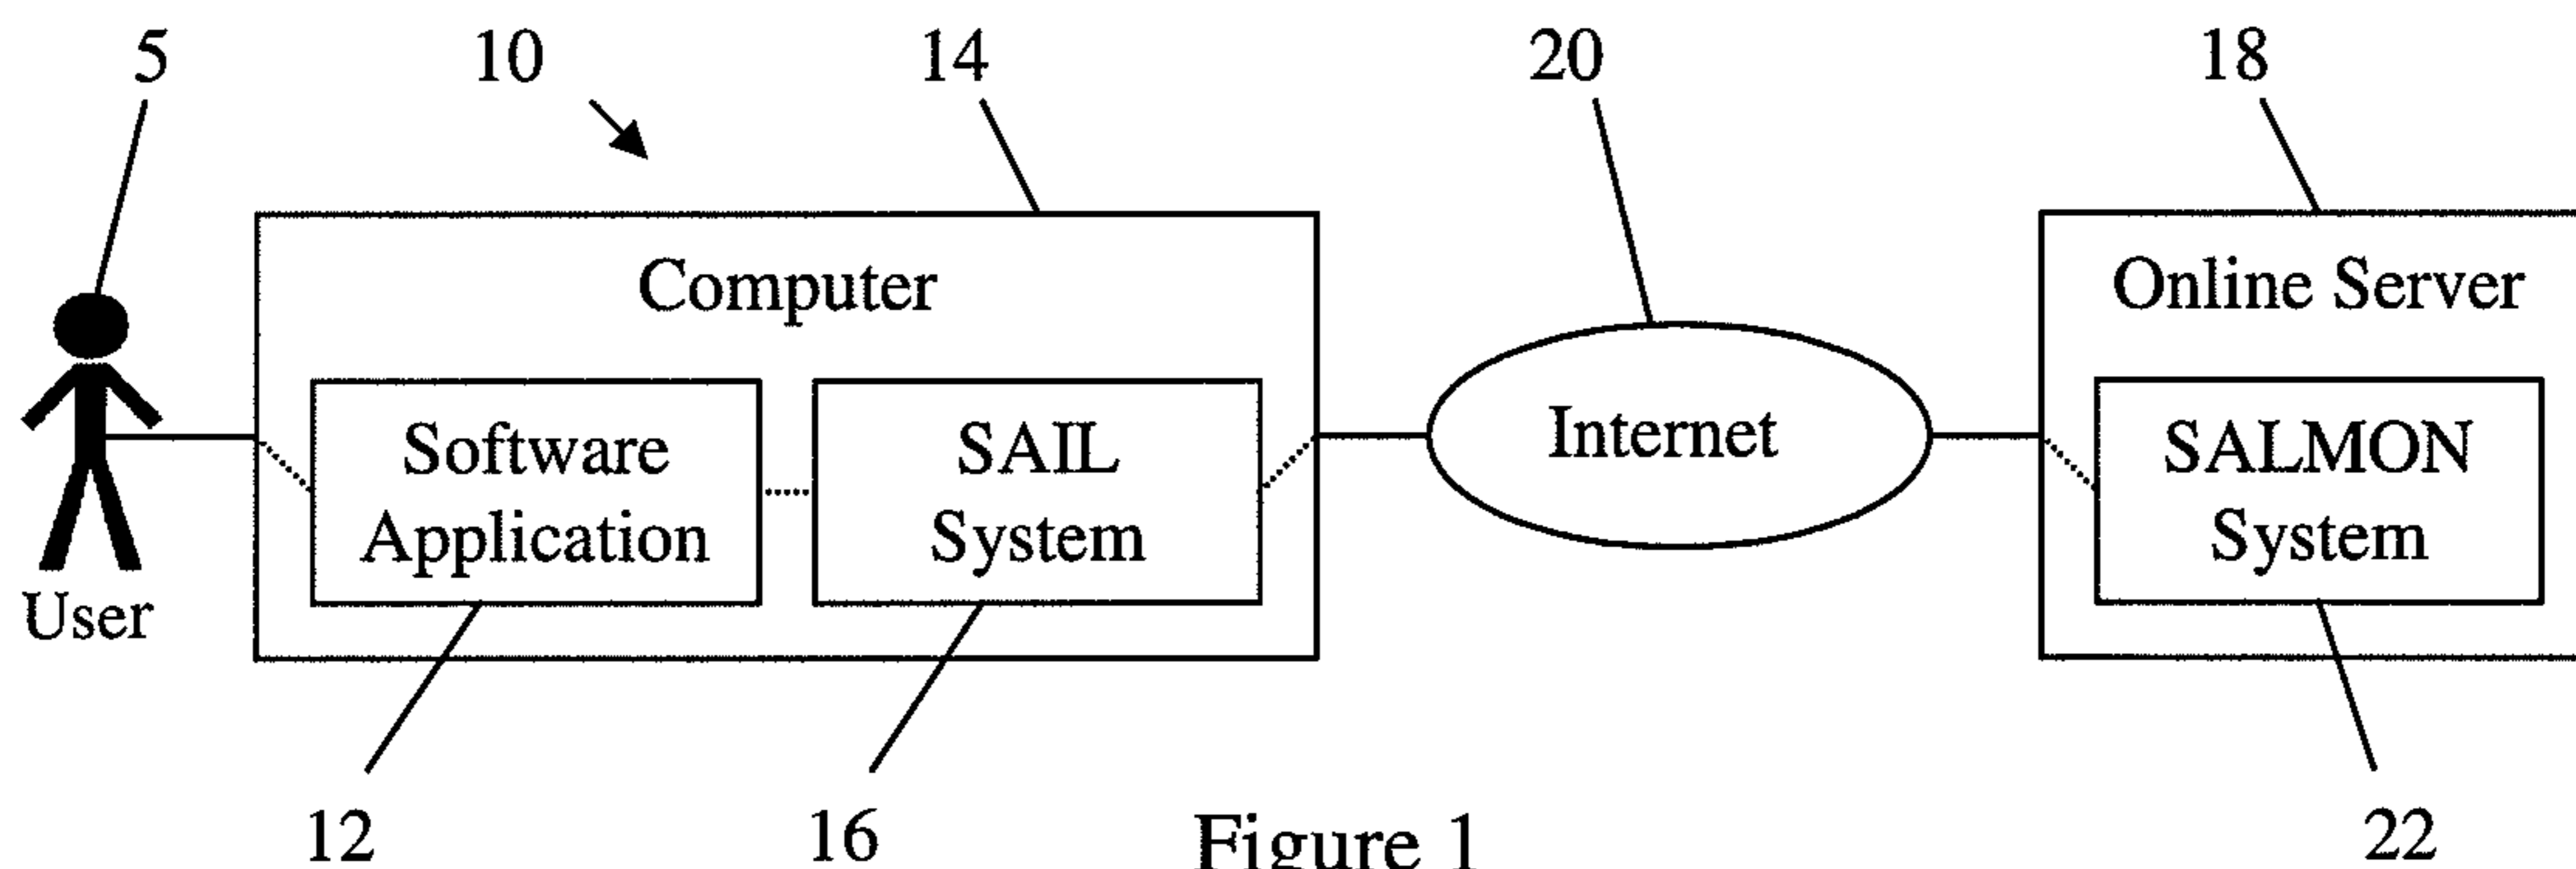 5
10
14
20
18
Computer
Online Server
Software
Application
SAIL
System
Internet
SALMON
System
User
12
16
22
Figure 1